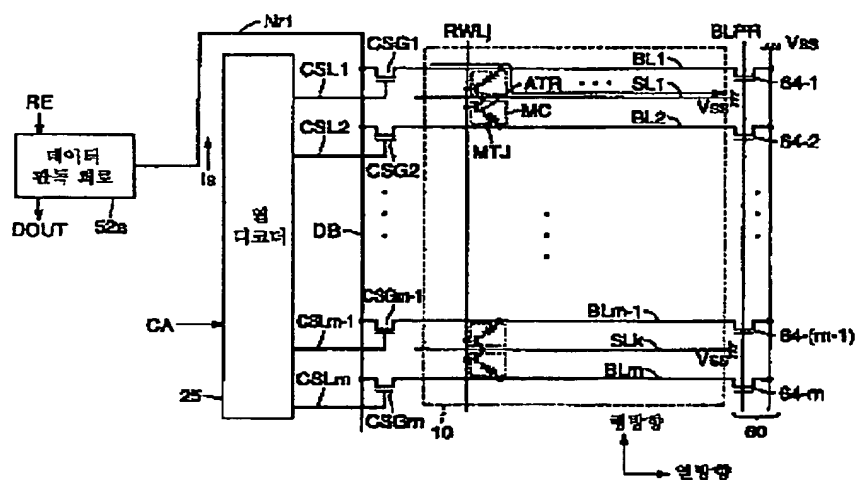 Nr1
RWLj
BLPR
Vss
CSG1
BL1
CSL1
ATR
SL1
64-1
RE
MC
Vss
CSL2
BL2
64-2
MTJ
데이터
판독 회로
Is
CSG2
DOUT
52a
열
디코더
DB
CSGm-1
BLm-1
CA
CSLm-1
SLk
64-(m-1)
Vss
25
CSLm
BLm
64-m
CSGm
10
행방향
60
열방향